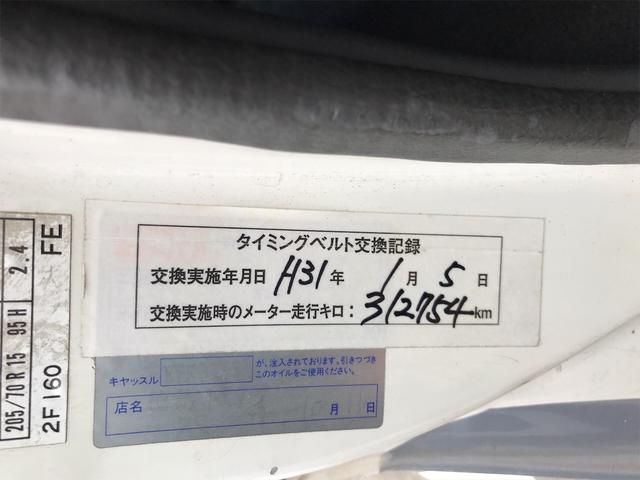 タイミングベルト交換記録
交換実施年月日 H31年 1月 5日
交換実施時のメーター走行キロ：312754km
キャッスル が、注入されております。引きつづき
このオイルをご使用ください。
店名 月 日
205/70R15 95H 2.4
2F160 FE